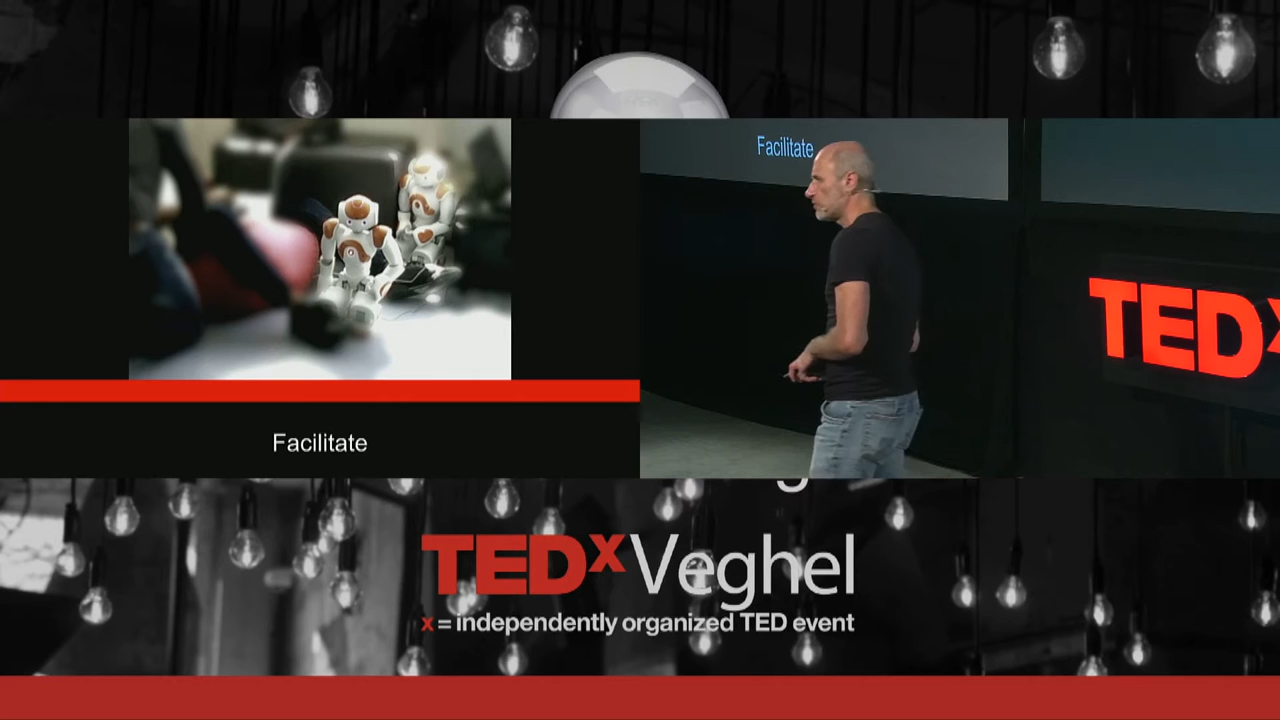 Facilitate
TEDx
Facilitate
TEDxVeghel
x = independently organized TED event